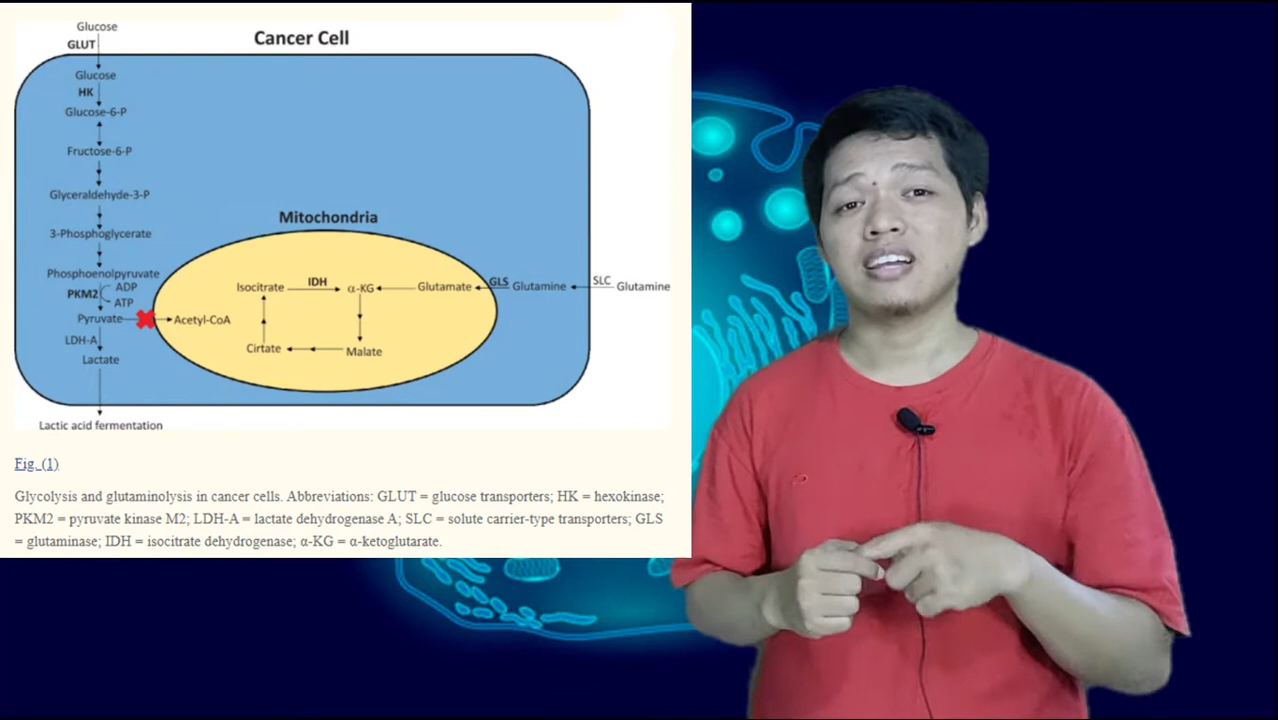 Glucose
GLUT
Cancer Cell
Glucose
HK
Glucose-6-P
Fructose-6-P
Glyceraldehyde-3-P
3-Phosphoglycerate
Mitochondria
Phosphoenolpyruvate
PKM2
ADP
ATP
Pyruvate
Acetyl-CoA
LDH-A
Lactate
Lactic acid fermentation
Isocitrate
IDH
α-KG
Glutamate
GLS
Glutamine
SLC
Glutamine
Cirtate
Malate
Fig. (1)
Glycolysis and glutaminolysis in cancer cells. Abbreviations: GLUT = glucose transporters; HK = hexokinase;
PKM2 = pyruvate kinase M2; LDH-A = lactate dehydrogenase A; SLC = solute carrier-type transporters; GLS
= glutaminase; IDH = isocitrate dehydrogenase; α-KG = α-ketoglutarate.